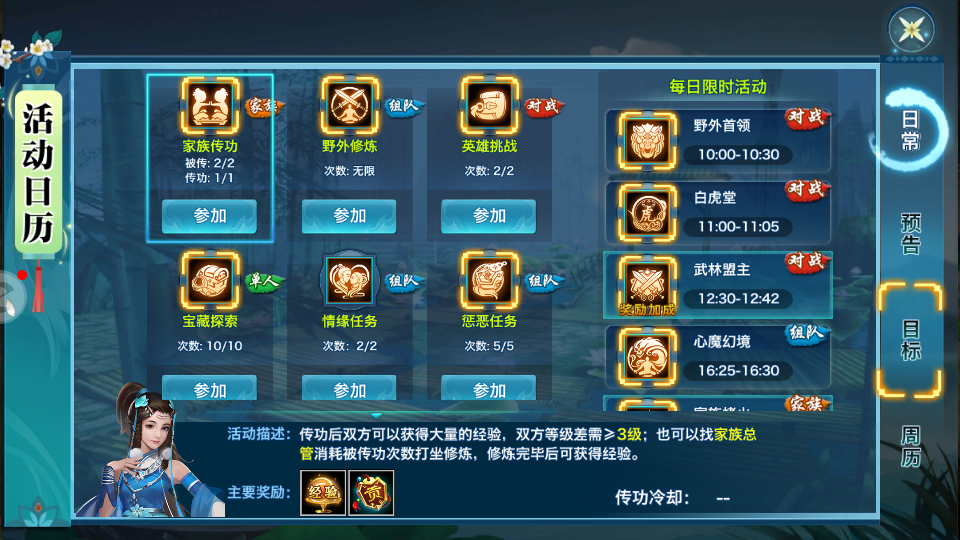 活动日历
家族
家族传功
被传: 2/2
传功: 1/1
参加
组队
野外修炼
次数: 无限
参加
对战
英雄挑战
次数: 2/2
参加
单人
宝藏探索
次数: 10/10
参加
组队
情缘任务
次数: 2/2
参加
组队
惩恶任务
次数: 5/5
参加
每日限时活动
对战
野外首领
10:00-10:30
对战
虎
白虎堂
11:00-11:05
对战
武林盟主
奖励加成
12:30-12:42
组队
心魔幻境
16:25-16:30
家族
日常
预告
目标
周历
活动描述: 传功后双方可以获得大量的经验，双方等级差需≥3级；也可以找家族总
管消耗被传功次数打坐修炼，修炼完毕后可获得经验。
主要奖励:
经验
贡
传功冷却: --